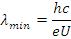 λ_min = hc/eU